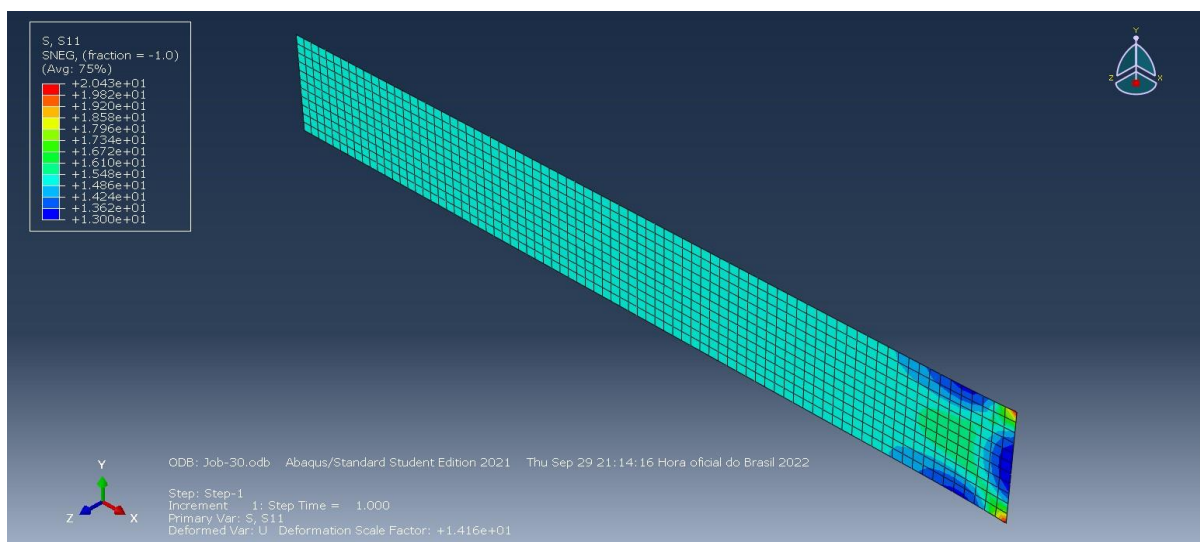 S, S11
SNEG, (fraction = -1.0)
(Avg: 75%)
+2.043e+01
+1.982e+01
+1.920e+01
+1.858e+01
+1.796e+01
+1.734e+01
+1.672e+01
+1.610e+01
+1.548e+01
+1.486e+01
+1.424e+01
+1.362e+01
+1.300e+01
Y
Z X
Y
Z X
ODB: Job-30.odb Abaqus/Standard Student Edition 2021 Thu Sep 29 21:14:16 Hora oficial do Brasil 2022
Step: Step-1
Increment 1: Step Time = 1.000
Primary Var: S, S11
Deformed Var: U Deformation Scale Factor: +1.416e+01